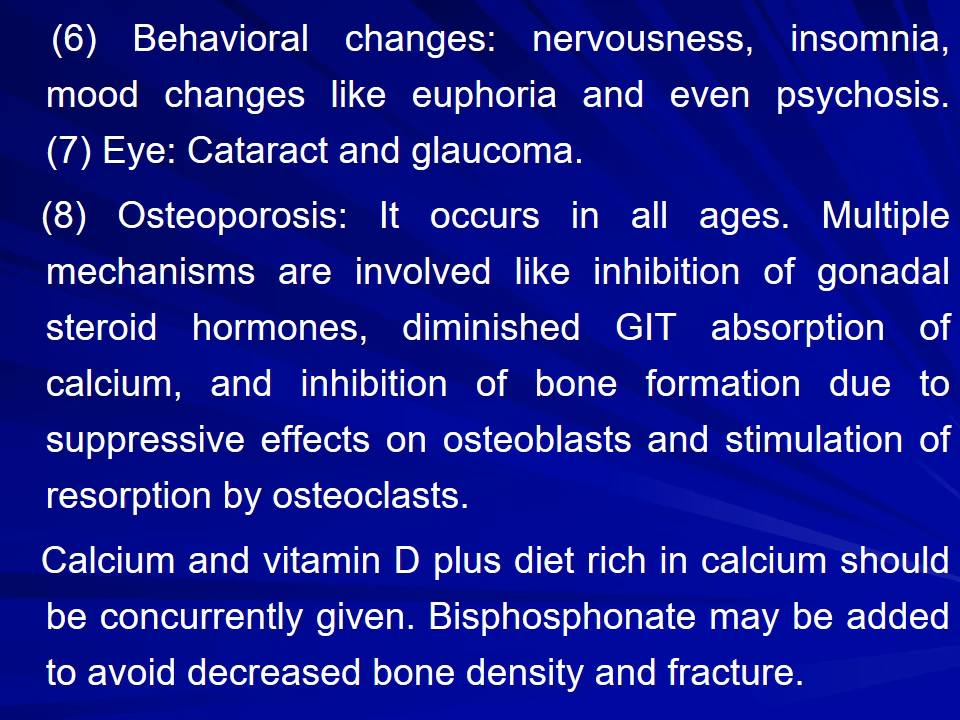 (6) Behavioral changes: nervousness, insomnia,
mood changes like euphoria and even psychosis.
(7) Eye: Cataract and glaucoma.
(8) Osteoporosis: It occurs in all ages. Multiple
mechanisms are involved like inhibition of gonadal
steroid hormones, diminished GIT absorption of
calcium, and inhibition of bone formation due to
suppressive effects on osteoblasts and stimulation of
resorption by osteoclasts.
Calcium and vitamin D plus diet rich in calcium should
be concurrently given. Bisphosphonate may be added
to avoid decreased bone density and fracture.